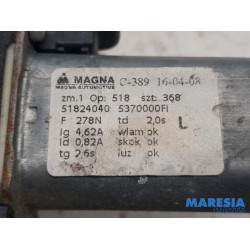 MAGNA C-389 16-04-08
MAGNA AUTOMOTIVE
zm.1 Op: 518 szt: 368
51824040 5370000Fi
F 278N td 2,0s L
Ig 4,62A wlam ok
Id 0,82A skok ok
tg 2,6s luz ok
MARESIA